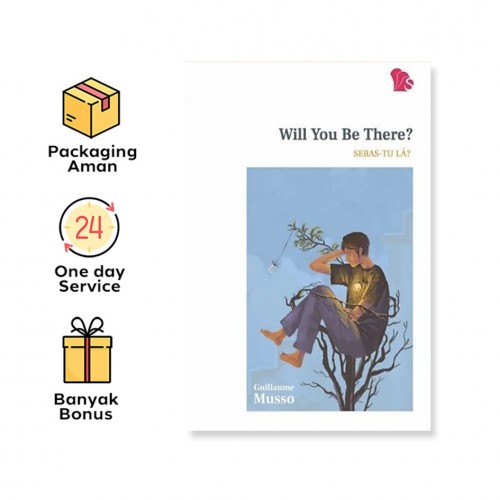 Packaging
Aman
24
One day
Service
Banyak
Bonus
S
Will You Be There?
SERAS-TU LÀ?
Guillaume
Musso